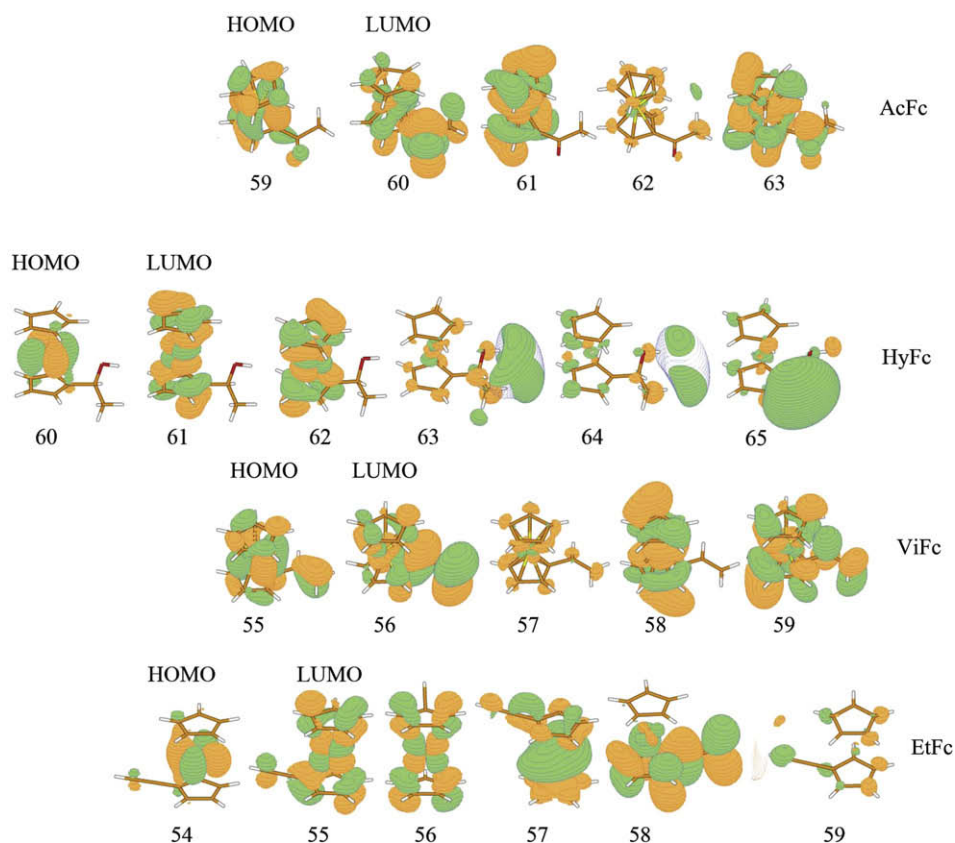 HOMO LUMO
AcFc
59 60 61 62 63
HOMO LUMO
HyFc
60 61 62 63 64 65
HOMO LUMO
ViFc
55 56 57 58 59
HOMO LUMO
EtFc
54 55 56 57 58 59